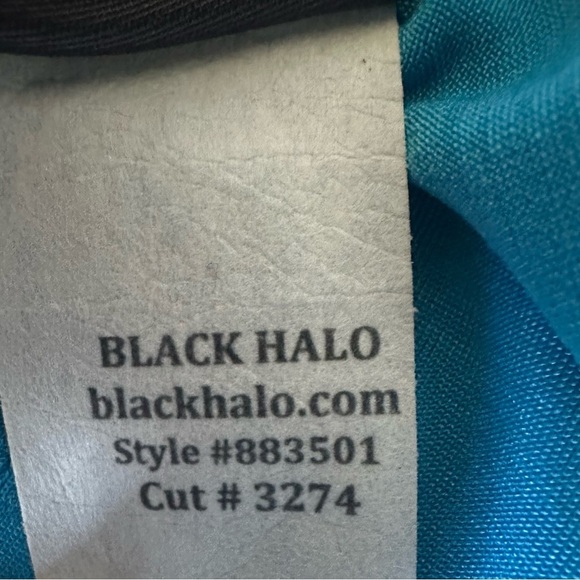 BLACK HALO
blackhalo.com
Style #883501
Cut # 3274